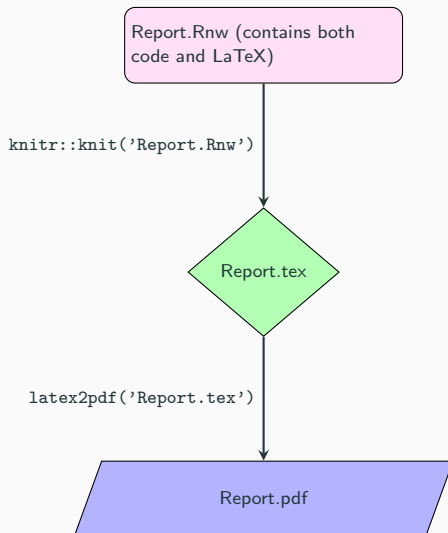 Report.Rnw (contains both
code and LaTeX)
knitr::knit('Report.Rnw')
Report.tex
latex2pdf('Report.tex')
Report.pdf